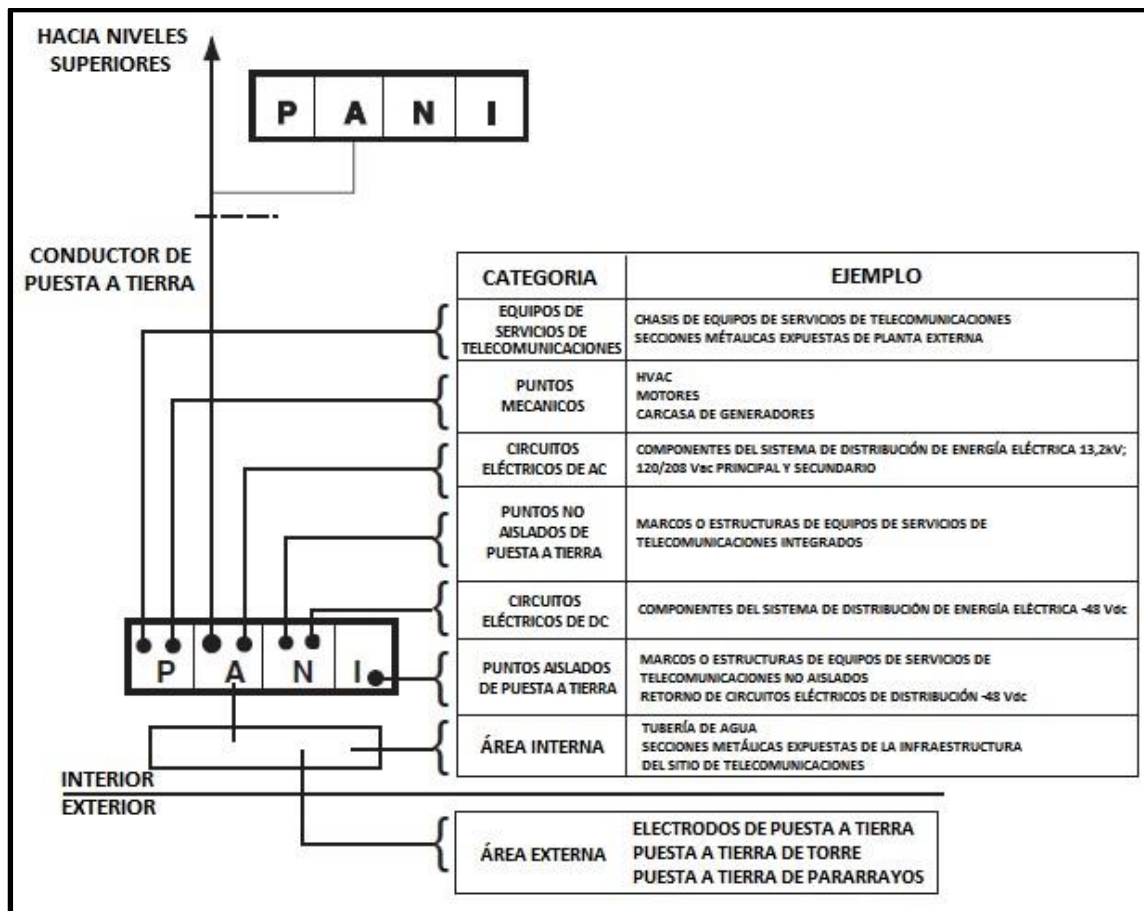 HACIA NIVELES
SUPERIORES
P A N I
CONDUCTOR DE
PUESTA A TIERRA
CATEGORIA
EJEMPLO
EQUIPOS DE
SERVICIOS DE
TELECOMUNICACIONES
CHASIS DE EQUIPOS DE SERVICIOS DE TELECOMUNICACIONES
SECCIONES MÉTALICAS EXPUESTAS DE PLANTA EXTERNA
PUNTOS
MECANICOS
HVAC
MOTORES
CARCASA DE GENERADORES
CIRCUITOS
ELÉCTRICOS DE AC
COMPONENTES DEL SISTEMA DE DISTRIBUCIÓN DE ENERGÍA ELÉCTRICA 13,2kV;
120/208 Vac PRINCIPAL Y SECUNDARIO
PUNTOS NO
AISLADOS DE
PUESTA A TIERRA
MARCOS O ESTRUCTURAS DE EQUIPOS DE SERVICIOS DE
TELECOMUNICACIONES INTEGRADOS
CIRCUITOS
ELÉCTRICOS DE DC
COMPONENTES DEL SISTEMA DE DISTRIBUCIÓN DE ENERGÍA ELÉCTRICA -48 Vdc
P A N I
PUNTOS AISLADOS
DE PUESTA A TIERRA
MARCOS O ESTRUCTURAS DE EQUIPOS DE SERVICIOS DE
TELECOMUNICACIONES NO AISLADOS
RETORNO DE CIRCUITOS ELÉCTRICOS DE DISTRIBUCIÓN -48 Vdc
ÁREA INTERNA
TUBERÍA DE AGUA
SECCIONES METÁLICAS EXPUESTAS DE LA INFRAESTRUCTURA
DEL SITIO DE TELECOMUNICACIONES
INTERIOR
EXTERIOR
ÁREA EXTERNA
ELECTRODOS DE PUESTA A TIERRA
PUESTA A TIERRA DE TORRE
PUESTA A TIERRA DE PARARRAYOS